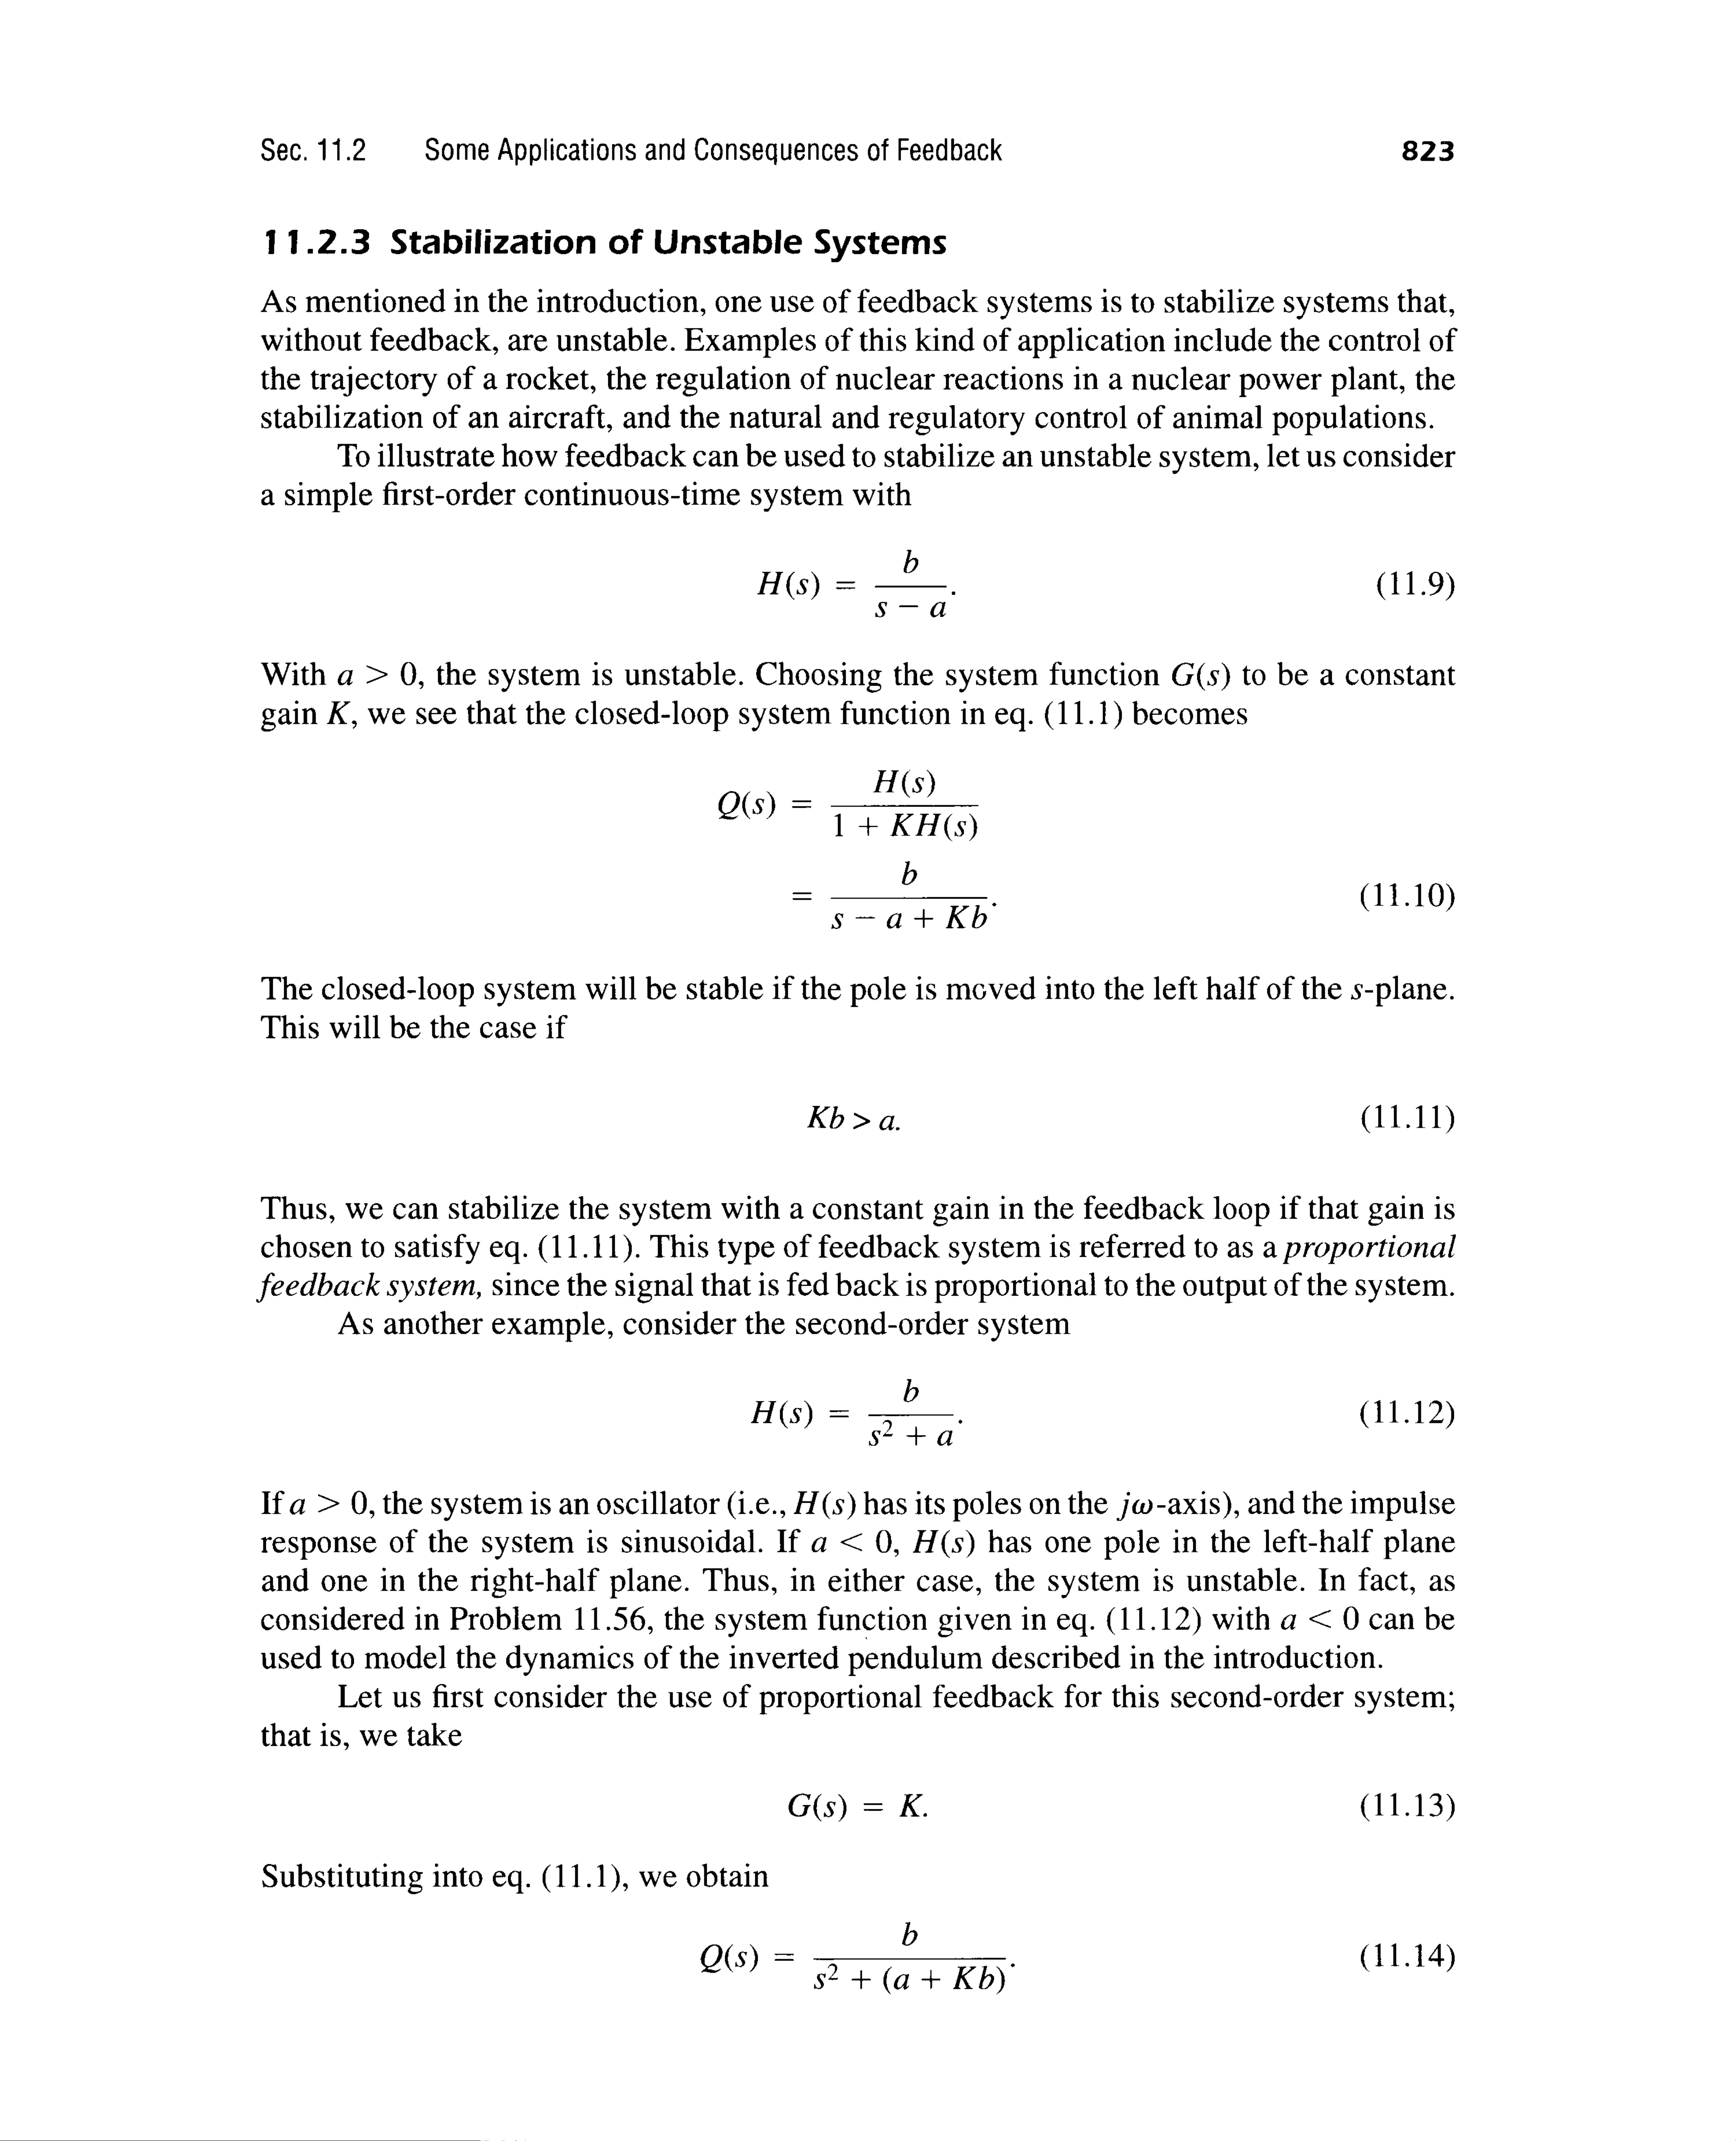 Sec. 11.2 Some Applications and Consequences of Feedback 823
11.2.3 Stabilization of Unstable Systems
As mentioned in the introduction, one use of feedback systems is to stabilize systems that,
without feedback, are unstable. Examples of this kind of application include the control of
the trajectory of a rocket, the regulation of nuclear reactions in a nuclear power plant, the
stabilization of an aircraft, and the natural and regulatory control of animal populations.
To illustrate how feedback can be used to stabilize an unstable system, let us consider
a simple first-order continuous-time system with
H(s) = b / (s − a). (11.9)
With a > 0, the system is unstable. Choosing the system function G(s) to be a constant
gain K, we see that the closed-loop system function in eq. (11.1) becomes
Q(s) = H(s) / (1 + KH(s))
= b / (s − a + Kb). (11.10)
The closed-loop system will be stable if the pole is moved into the left half of the s-plane.
This will be the case if
Kb > a. (11.11)
Thus, we can stabilize the system with a constant gain in the feedback loop if that gain is
chosen to satisfy eq. (11.11). This type of feedback system is referred to as a proportional
feedback system, since the signal that is fed back is proportional to the output of the system.
As another example, consider the second-order system
H(s) = b / (s² + a). (11.12)
If a > 0, the system is an oscillator (i.e., H(s) has its poles on the jω-axis), and the impulse
response of the system is sinusoidal. If a < 0, H(s) has one pole in the left-half plane
and one in the right-half plane. Thus, in either case, the system is unstable. In fact, as
considered in Problem 11.56, the system function given in eq. (11.12) with a < 0 can be
used to model the dynamics of the inverted pendulum described in the introduction.
Let us first consider the use of proportional feedback for this second-order system;
that is, we take
G(s) = K. (11.13)
Substituting into eq. (11.1), we obtain
Q(s) = b / (s² + (a + Kb)). (11.14)